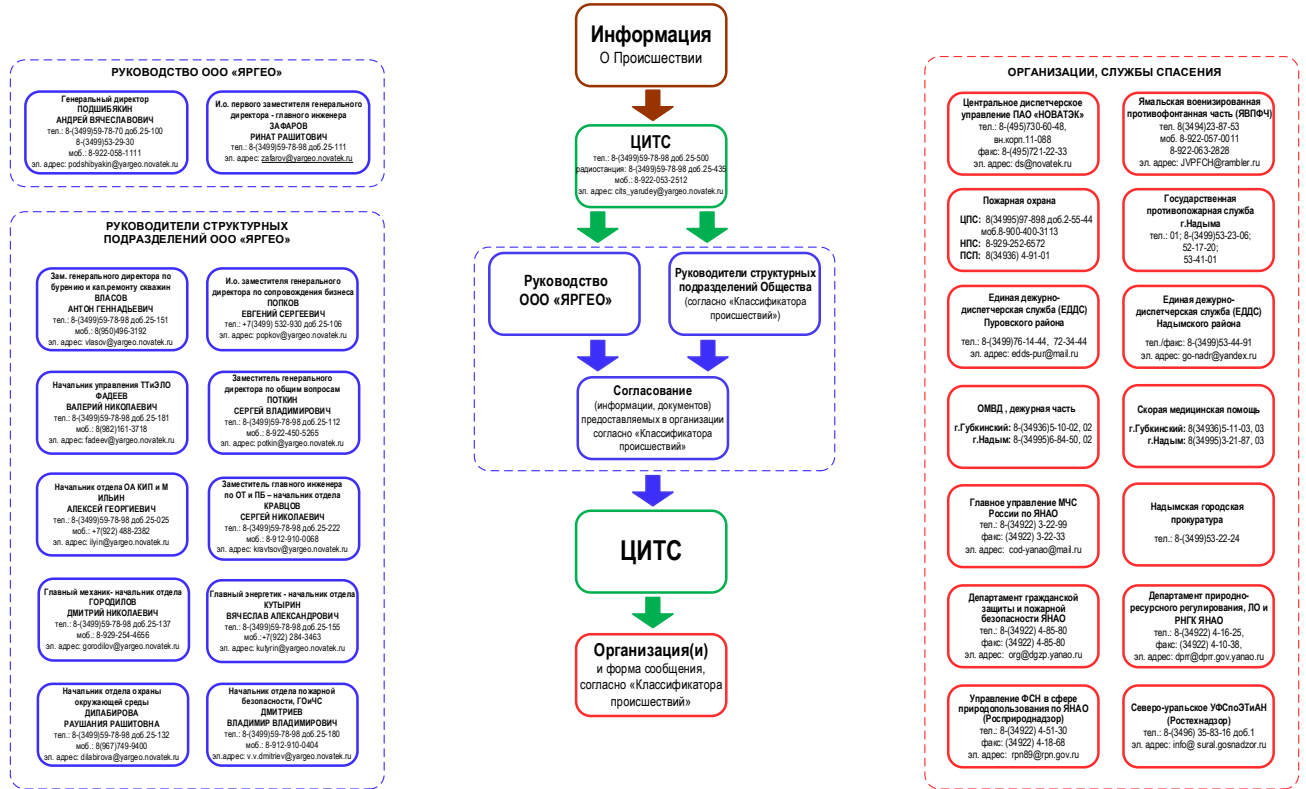 РУКОВОДСТВО ООО «ЯРГЕО»
Генеральный директор
ПОДШИБЯКИН
АНДРЕЙ ВЯЧЕСЛАВОВИЧ
тел.: 8-(3499)59-78-70 доб.25-100
8-(3499)53-29-30
моб.: 8-922-058-1111
эл. адрес: podshibyakin@yargeo.novatek.ru
И.о. первого заместителя генерального
директора - главного инженера
ЗАФАРОВ
РИНАТ РАШИТОВИЧ
тел.: 8-(3499)59-78-98 доб.25-111
эл. адрес: zafarov@yargeo.novatek.ru
РУКОВОДИТЕЛИ СТРУКТУРНЫХ
ПОДРАЗДЕЛЕНИЙ ООО «ЯРГЕО»
Зам. генерального директора по
бурению и кап.ремонту скважин
ВЛАСОВ
АНТОН ГЕННАДЬЕВИЧ
тел.: 8-(3499)59-78-98 доб.25-151
моб.: 8(950)496-3192
эл. адрес: vlasov@yargeo.novatek.ru
И.о. заместителя генерального
директора по сопровождения бизнеса
ПОПКОВ
ЕВГЕНИЙ СЕРГЕЕВИЧ
тел.: +7(3499) 532-930 доб.25-106
эл. адрес: popkov@yargeo.novatek.ru
Начальник управления ТТиЭЛО
ФАДЕЕВ
ВАЛЕРИЙ НИКОЛАЕВИЧ
тел.: 8-(3499)59-78-98 доб.25-181
моб.: 8(982)161-3718
эл. адрес: fadeev@yargeo.novatek.ru
Заместитель генерального
директора по общим вопросам
ПОТКИН
СЕРГЕЙ ВЛАДИМИРОВИЧ
тел.: 8-(3499)59-78-98 доб.25-112
моб.: 8-922-450-5265
эл. адрес: potkin@yargeo.novatek.ru
Начальник отдела ОА КИП и М
ИЛЬИН
АЛЕКСЕЙ ГЕОРГИЕВИЧ
тел.: 8-(3499)59-78-98 доб.25-025
моб.: +7(922) 488-2382
эл. адрес: ilyin@yargeo.novatek.ru
Заместитель главного инженера
по ОТ и ПБ – начальник отдела
КРАВЦОВ
СЕРГЕЙ НИКОЛАЕВИЧ
тел.: 8-(3499)59-78-98 доб.25-222
моб.: 8-912-910-0068
эл. адрес: kravtsov@yargeo.novatek.ru
Главный механик- начальник отдела
ГОРОДИЛОВ
ДМИТРИЙ НИКОЛАЕВИЧ
тел.: 8-(3499)59-78-98 доб.25-137
моб.: 8-929-254-4656
эл. адрес: gorodilov@yargeo.novatek.ru
Главный энергетик - начальник отдела
КУТЫРИН
ВЯЧЕСЛАВ АЛЕКСАНДРОВИЧ
тел.: 8-(3499)59-78-98 доб.25-155
моб.:+7(922) 284-3463
эл. адрес: kutyrin@yargeo.novatek.ru
Начальник отдела охраны
окружающей среды
ДИЛАБИРОВА
РАУШАНИЯ РАШИТОВНА
тел.: 8-(3499)59-78-98 доб.25-132
моб.: 8(967)749-9400
эл. адрес: dilabirova@yargeo.novatek.ru
Начальник отдела пожарной
безопасности, ГОиЧС
ДМИТРИЕВ
ВЛАДИМИР ВЛАДИМИРОВИЧ
тел.: 8-(3499)59-78-98 доб.25-180
моб.: 8-912-910-0404
эл.адрес: v.v.dmitriev@yargeo.novatek.ru
Информация
О Происшествии
ЦИТС
тел.: 8-(3499)59-78-98 доб.25-500
радиостанция: 8-(3499)59-78-98 доб.25-435
моб.: 8-922-053-2512
эл. адрес: cits_yarudey@yargeo.novatek.ru
Руководство
ООО «ЯРГЕО»
Руководители структурных
подразделений Общества
(согласно «Классификатора
происшествий»)
Согласование
(информации, документов)
предоставляемых в организации
согласно «Классификатора
происшествий»
ЦИТС
Организация(и)
и форма сообщения,
согласно «Классификатора
происшествий»
ОРГАНИЗАЦИИ, СЛУЖБЫ СПАСЕНИЯ
Центральное диспетчерское
управление ПАО «НОВАТЭК»
тел.: 8-(495)730-60-48,
вн.корп.11-088
факс: 8-(495)721-22-33
эл. адрес: ds@novatek.ru
Ямальская военизированная
противофонтанная часть (ЯВПФЧ)
тел. 8(3494)23-87-53
моб. 8-922-057-0011
8-922-063-2828
эл. адрес: JVPFCH@rambler.ru
Пожарная охрана
ЦПС: 8(34995)97-898 доб.2-55-44
моб.8-900-400-3113
НПС: 8-929-252-6572
ПСП: 8(34936) 4-91-01
Государственная
противопожарная служба
г.Надыма
тел.: 01; 8-(3499)53-23-06;
52-17-20;
53-41-01
Единая дежурно-
диспетчерская служба (ЕДДС)
Пуровского района
тел.: 8-(3499)76-14-44, 72-34-44
эл. адрес: edds-pur@mail.ru
Единая дежурно-
диспетчерская служба (ЕДДС)
Надымского района
тел./факс: 8-(3499)53-44-91
эл. адрес: go-nadr@yandex.ru
ОМВД , дежурная часть
г.Губкинский: 8-(34936)5-10-02, 02
г.Надым: 8-(34995)6-84-50, 02
Скорая медицинская помощь
г.Губкинский: 8(34936)5-11-03, 03
г.Надым: 8(34995)3-21-87, 03
Главное управление МЧС
России по ЯНАО
тел.: 8-(34922) 3-22-99
факс: (34922) 3-22-33
эл. адрес: cod-yanao@mail.ru
Надымская городская
прокуратура
тел.: 8-(3499)53-22-24
Департамент гражданской
защиты и пожарной
безопасности ЯНАО
тел.: 8-(34922) 4-85-80
факс: (34922) 4-85-80
эл. адрес: org@dgzp.yanao.ru
Департамент природно-
ресурсного регулирования, ЛО и
РНГК ЯНАО
тел.: 8-(34922) 4-16-25,
факс: (34922) 4-10-38,
эл. адрес: dprr@dprr.gov.yanao.ru
Управление ФСН в сфере
природопользования по ЯНАО
(Росприроднадзор)
тел.: 8-(34922) 4-51-30
факс: (34922) 4-18-68
эл. адрес: rpn89@rpn.gov.ru
Северо-уральское УФСпоЭТиАН
(Ростехнадзор)
тел.: 8-(3496) 35-83-16 доб.1
эл. адрес: info@ sural.gosnadzor.ru